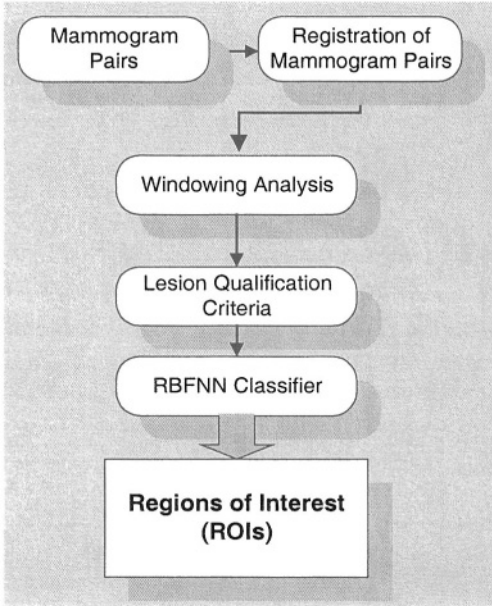 Mammogram
Pairs
Registration of
Mammogram Pairs
Windowing Analysis
Lesion Qualification
Criteria
RBFNN Classifier
Regions of Interest
(ROIs)